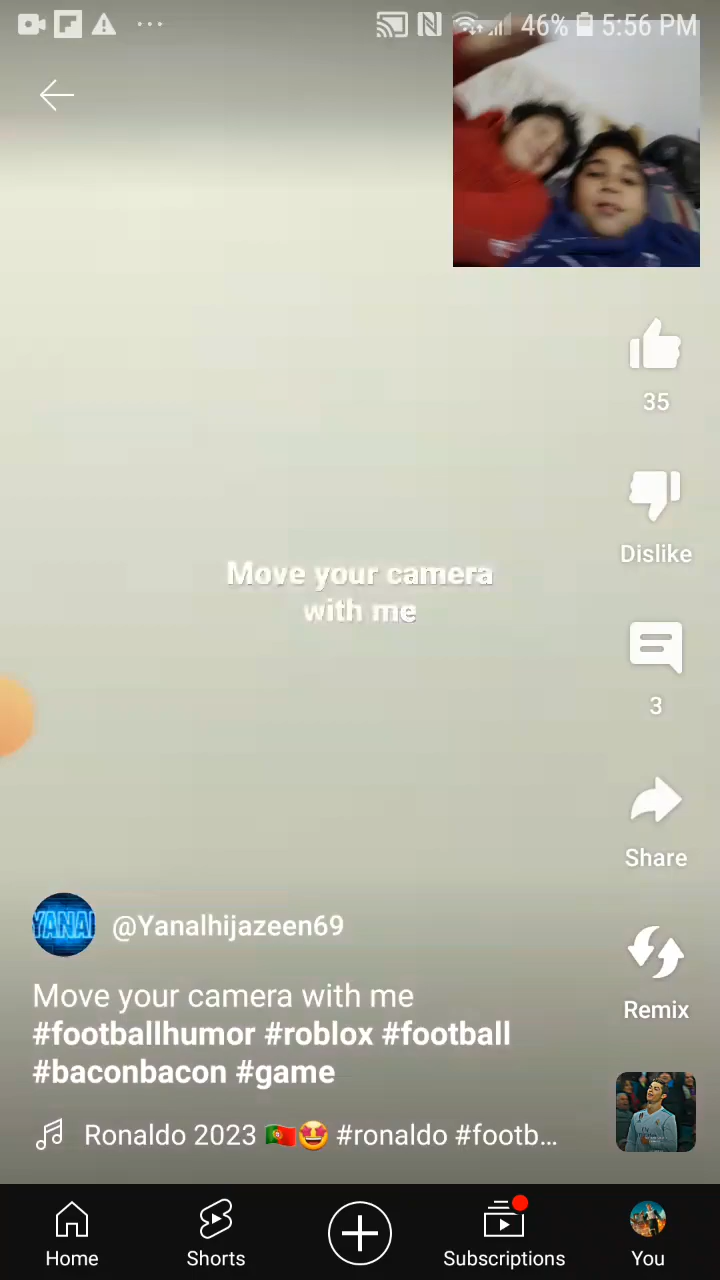 46% 5:56 PM
35
Move your camera
with me
Dislike
3
Share
YANAL
@Yanalhijazeen69
Move your camera with me
#footballhumor #roblox #football
#baconbacon #game
Remix
Ronaldo 2023 🇵🇹🤩 #ronaldo #footb...
Home
Shorts
Subscriptions
You